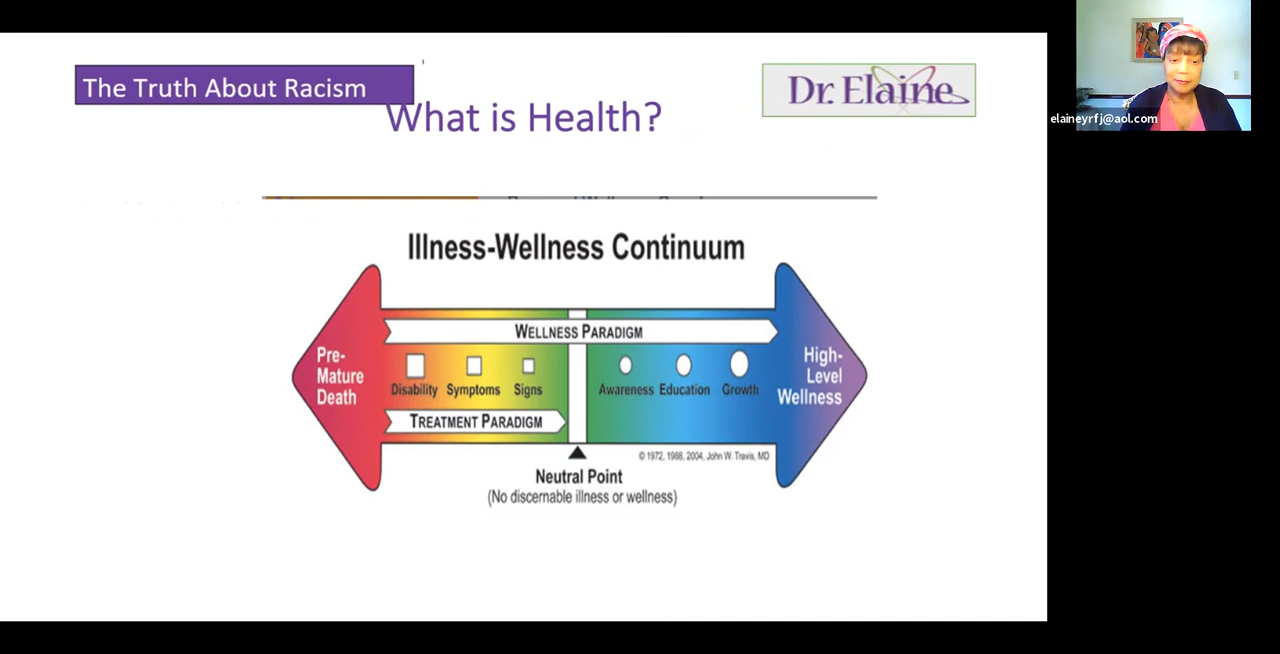 The Truth About Racism
What is Health?
Dr. Elaine
elaineyrfj@aol.com
Illness-Wellness Continuum
WELLNESS PARADIGM
Pre-
Mature
Death
Disability Symptoms Signs
Awareness Education Growth
High-
Level
Wellness
TREATMENT PARADIGM
© 1972, 1988, 2004, John W. Travis, MD
Neutral Point
(No discernable illness or wellness)